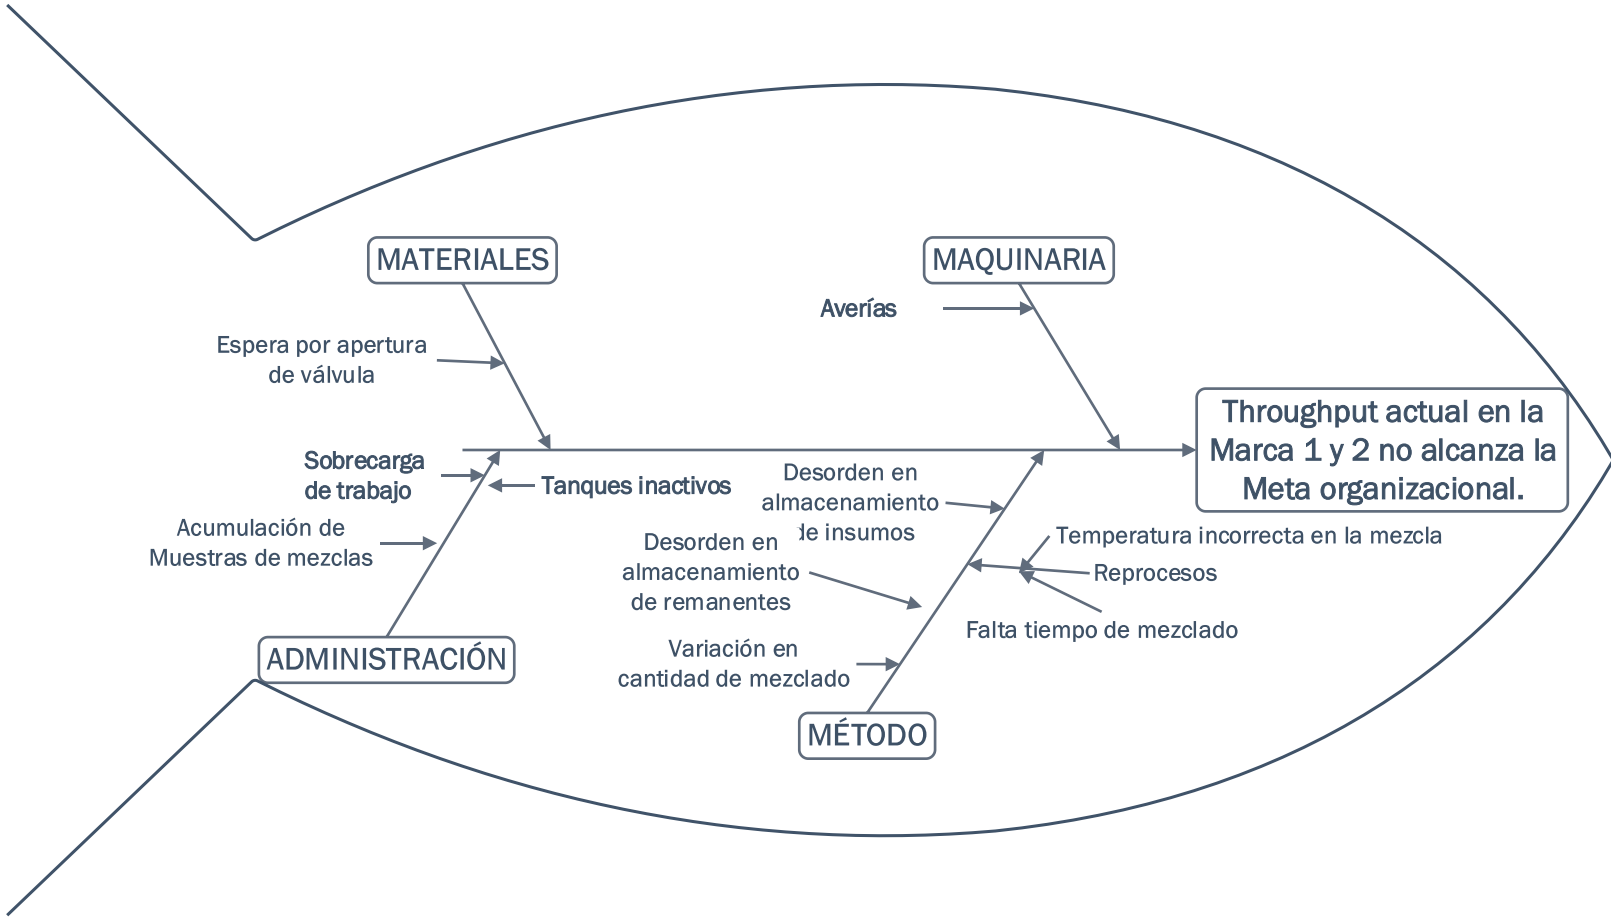 MATERIALES
MAQUINARIA
Averías
Espera por apertura
de válvula
Throughput actual en la
Marca 1 y 2 no alcanza la
Meta organizacional.
Sobrecarga
de trabajo
Tanques inactivos
Desorden en
almacenamiento
de insumos
Acumulación de
Muestras de mezclas
Desorden en
almacenamiento
de remanentes
Temperatura incorrecta en la mezcla
Reprocesos
Falta tiempo de mezclado
Variación en
cantidad de mezclado
ADMINISTRACIÓN
MÉTODO